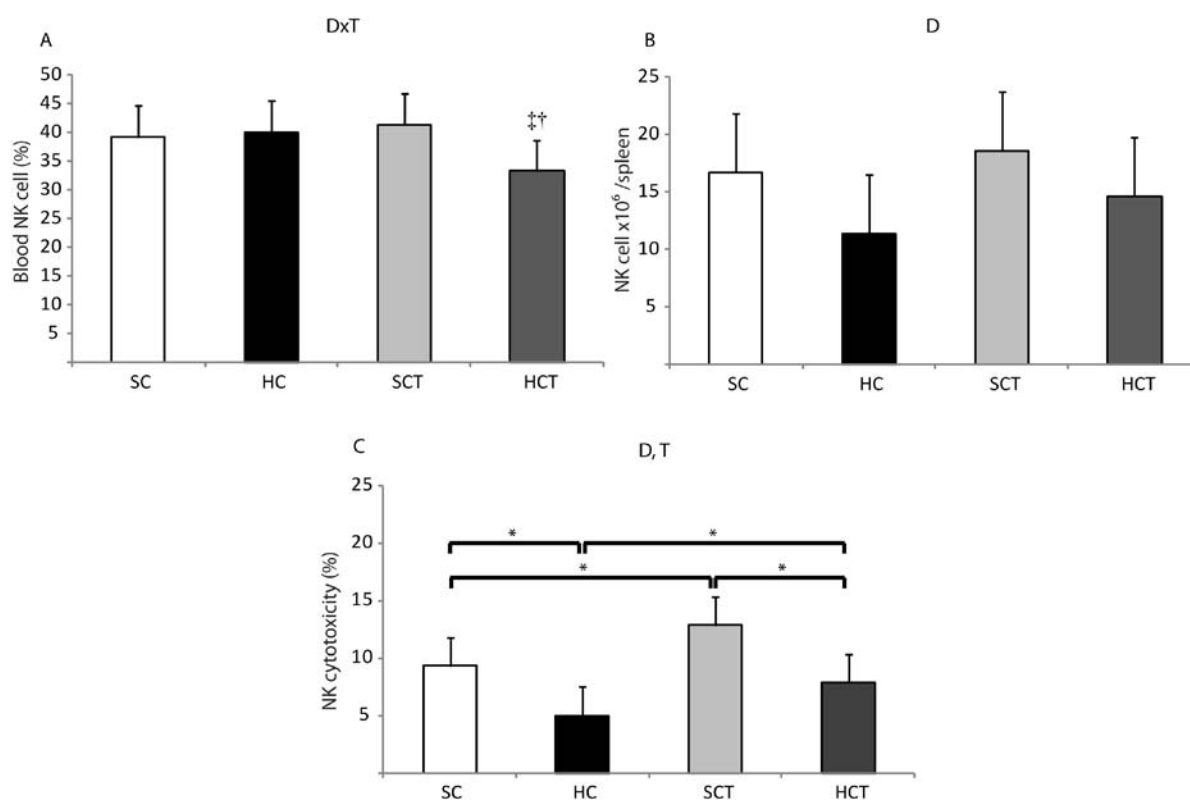 A
DxT
Blood NK cell (%)
50
45
40
35
30
25
20
15
10
5
‡†
SC HC SCT HCT
B
D
NK cell x10⁶ /spleen
25
20
15
10
5
SC HC SCT HCT
C
D, T
NK cytotoxicity (%)
25
20
15
10
5
* *
* *
SC HC SCT HCT